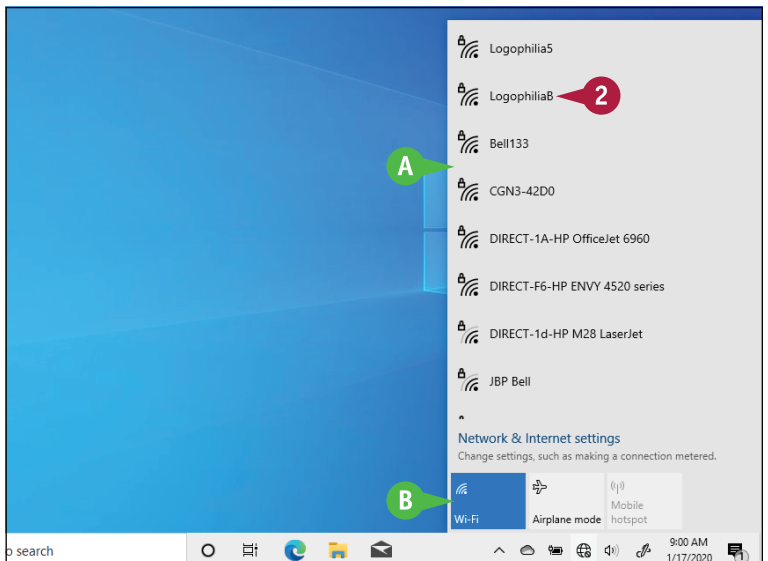 Logophilia5
LogophiliaB
2
Bell133
A
CGN3-42D0
DIRECT-1A-HP OfficeJet 6960
DIRECT-F6-HP ENVY 4520 series
DIRECT-1d-HP M28 LaserJet
JBP Bell
Network & Internet settings
Change settings, such as making a connection metered.
B
Wi-Fi
Airplane mode
Mobile
hotspot
o search
9:00 AM
1/17/2020
1